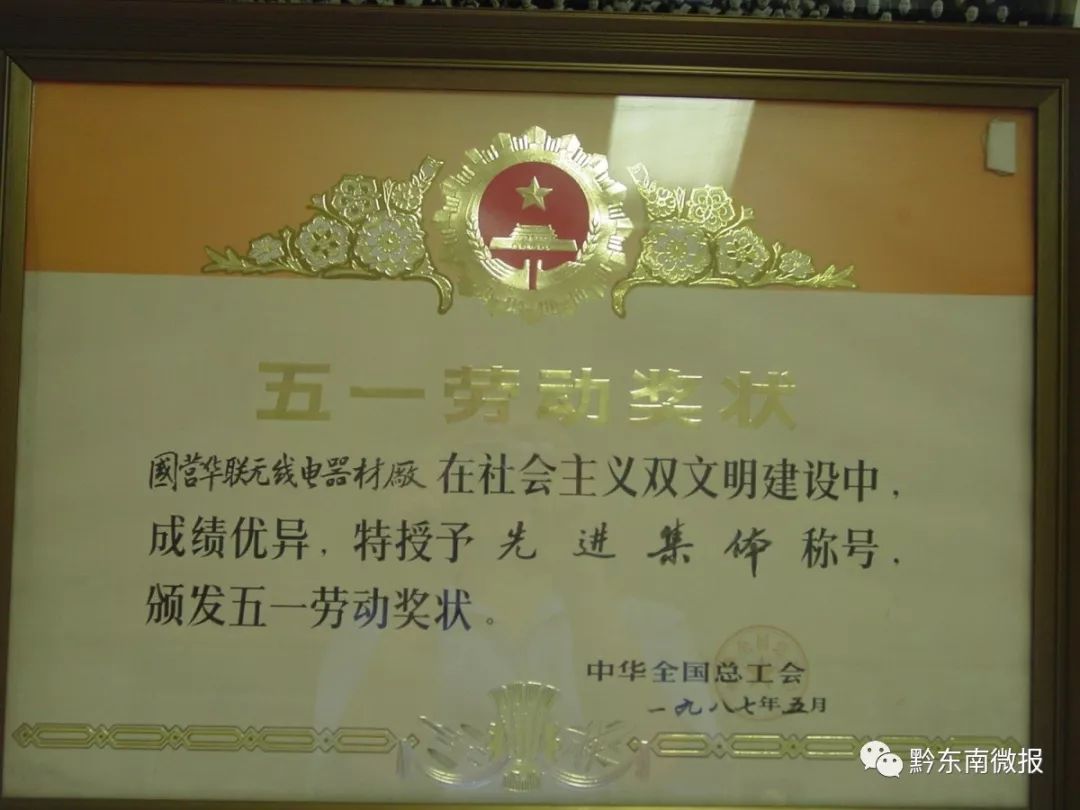 五一劳动奖状
國营华联无线电器材廠在社会主义双文明建设中，
成绩优异，特授予先进集体称号，
颁发五一劳动奖状。
中华全国总工会
一九八七年五月
黔东南微报